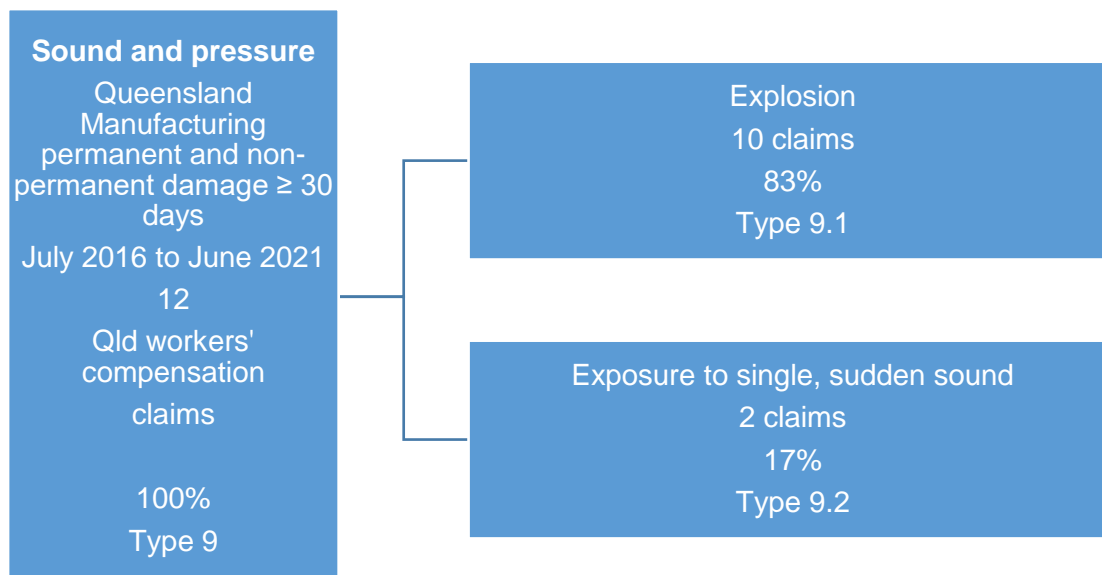 Sound and pressure
Queensland
Manufacturing
permanent and non-
permanent damage ≥ 30
days
July 2016 to June 2021
12
Qld workers'
compensation
claims
100%
Type 9
Explosion
10 claims
83%
Type 9.1
Exposure to single, sudden sound
2 claims
17%
Type 9.2